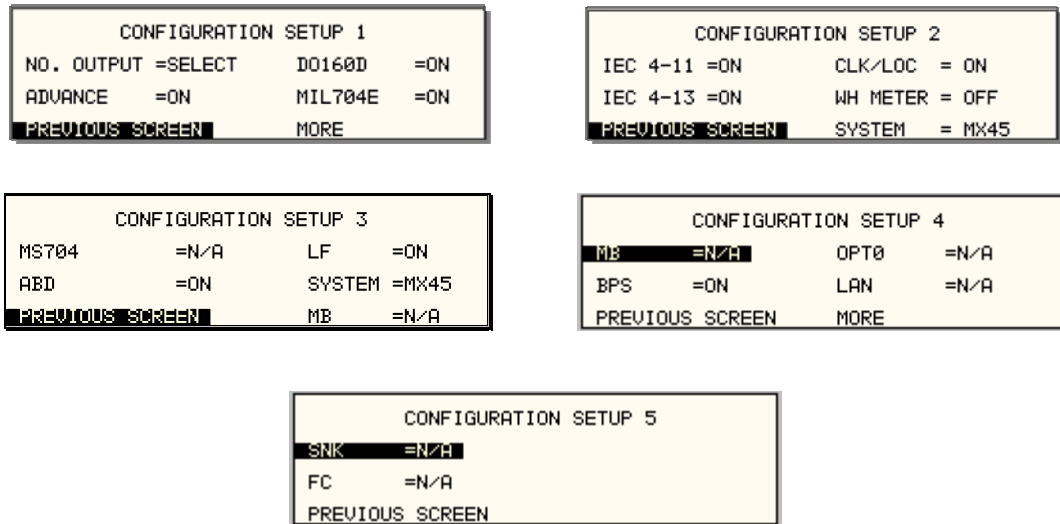 CONFIGURATION SETUP 1
NO. OUTPUT =SELECT DO160D =ON
ADVANCE =ON MIL704E =ON
PREVIOUS SCREEN MORE
CONFIGURATION SETUP 2
IEC 4-11 =ON CLK/LOC = ON
IEC 4-13 =ON WH METER = OFF
PREVIOUS SCREEN SYSTEM = MX45
CONFIGURATION SETUP 3
MS704 =N/A LF =ON
ABD =ON SYSTEM =MX45
PREVIOUS SCREEN MB =N/A
CONFIGURATION SETUP 4
MB =N/A OPT0 =N/A
BPS =ON LAN =N/A
PREVIOUS SCREEN MORE
CONFIGURATION SETUP 5
SNK =N/A
FC =N/A
PREVIOUS SCREEN